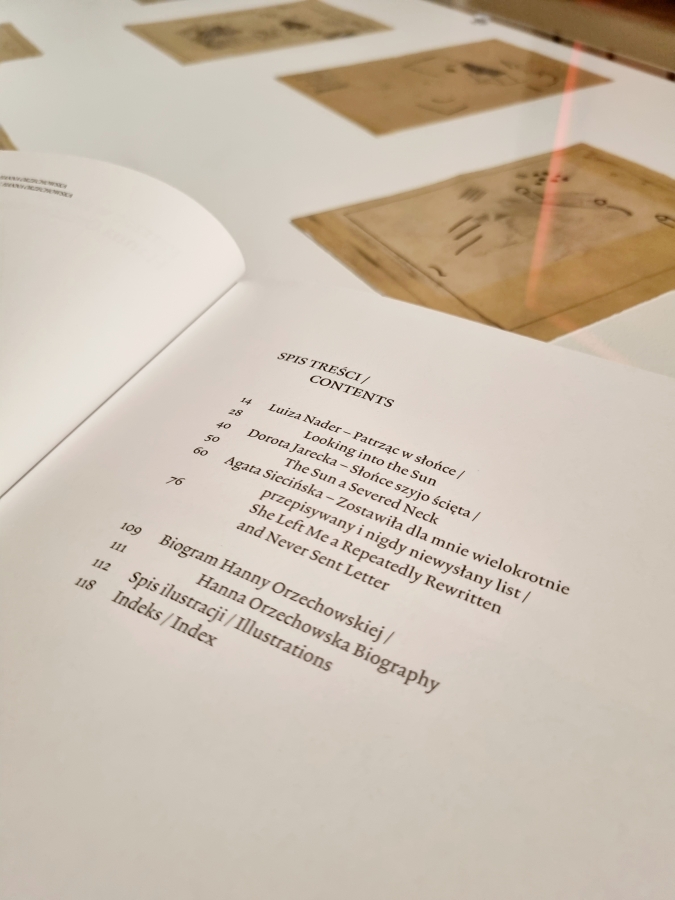 SPIS TREŚCI /
CONTENTS
14 Luiza Nader – Patrząc w słońce /
28 Looking into the Sun
40 Dorota Jarecka – Słońce szyjo ścięta /
50 The Sun a Severed Neck
60 Agata Siecińska – Zostawiła dla mnie wielokrotnie
przepisywany i nigdy niewysłany list /
76 She Left Me a Repeatedly Rewritten
and Never Sent Letter
109 Biogram Hanny Orzechowskiej /
111 Hanna Orzechowska Biography
112 Spis ilustracji / Illustrations
118 Indeks / Index